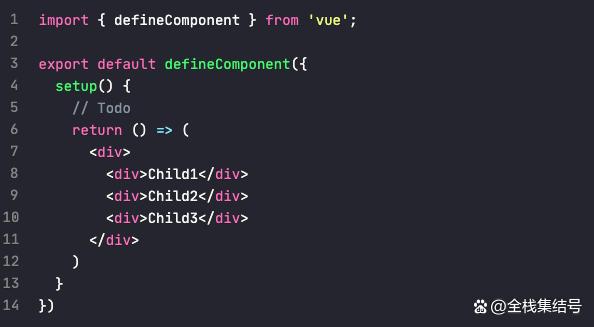 1 import { defineComponent } from 'vue';
2
3 export default defineComponent({
4   setup() {
5     // Todo
6     return () => (
7       <div>
8         <div>Child1</div>
9         <div>Child2</div>
10         <div>Child3</div>
11       </div>
12     )
13   }
14 })
@全栈集结号